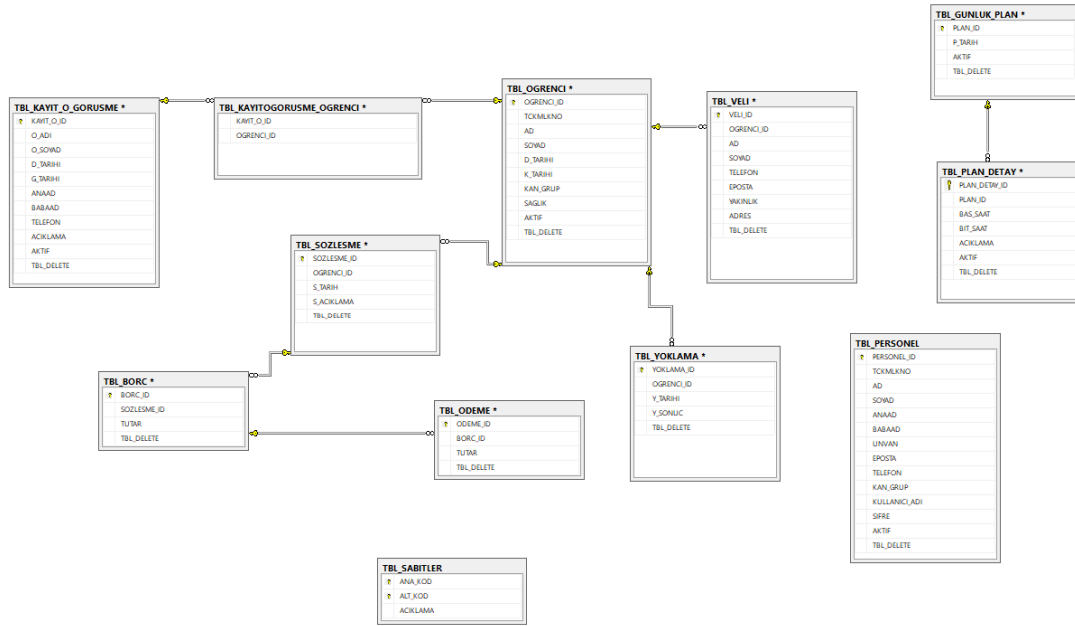 TBL_GUNLUK_PLAN *
PLAN_ID
P_TARIH
AKTIF
TBL_DELETE
TBL_OGRENCI *
OGRENCI_ID
TCKMLKNO
AD
SOYAD
D_TARIHI
K_TARIHI
KAN_GRUP
SAGLIK
AKTIF
TBL_DELETE
TBL_VELI *
VELI_ID
OGRENCI_ID
AD
SOYAD
TELEFON
EPOSTA
YAKINLIK
ADRES
TBL_DELETE
TBL_KAYIT_O_GORUSME *
KAYIT_O_ID
O_ADI
O_SOYAD
D_TARIHI
G_TARIHI
ANAAD
BABAAD
TELEFON
ACIKLAMA
AKTIF
TBL_DELETE
TBL_KAYITOGORUSME_OGRENCI *
KAYIT_O_ID
OGRENCI_ID
TBL_PLAN_DETAY *
PLAN_DETAY_ID
PLAN_ID
BAS_SAAT
BIT_SAAT
ACIKLAMA
AKTIF
TBL_DELETE
TBL_SOZLESME *
SOZLESME_ID
OGRENCI_ID
S_TARIH
S_ACIKLAMA
TBL_DELETE
TBL_PERSONEL
PERSONEL_ID
TCKMLKNO
AD
SOYAD
ANAAD
BABAAD
UNVAN
EPOSTA
TELEFON
KAN_GRUP
KULLANICI_ADI
SIFRE
AKTIF
TBL_DELETE
TBL_YOKLAMA *
YOKLAMA_ID
OGRENCI_ID
Y_TARIHI
Y_SONUC
TBL_DELETE
TBL_BORC *
BORC_ID
SOZLESME_ID
TUTAR
TBL_DELETE
TBL_ODEME *
ODEME_ID
BORC_ID
TUTAR
TBL_DELETE
TBL_SABITLER
ANA_KOD
ALT_KOD
ACIKLAMA